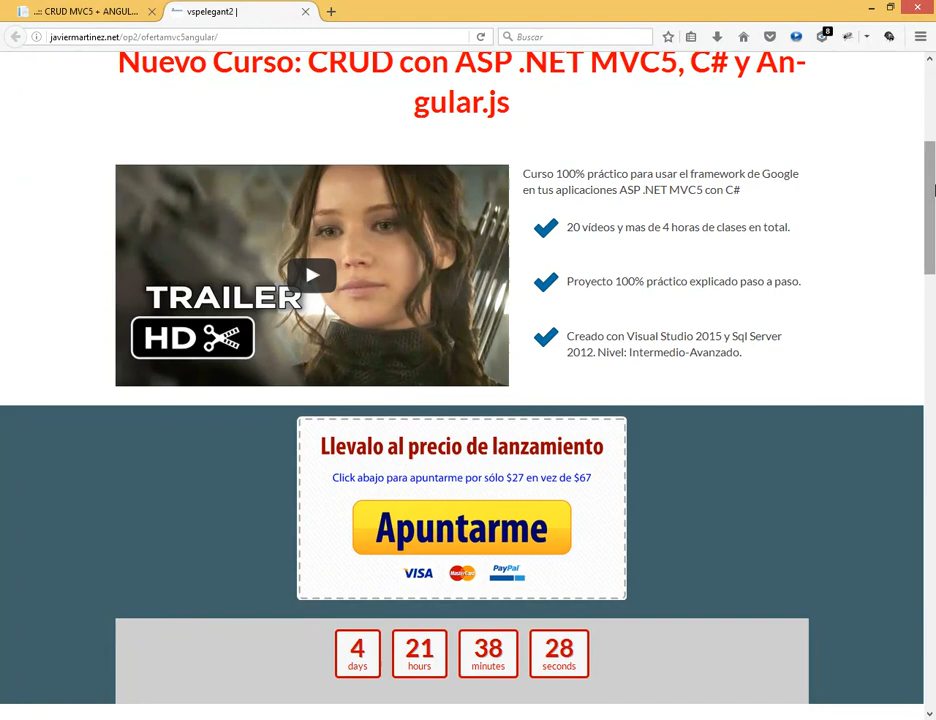 ..:: CRUD MVC5 + ANGUL...
vspelegant2 |
javiermartinez.net/op2/ofertamvc5angular/
Buscar
8
Nuevo Curso: CRUD con ASP .NET MVC5, C# y An-
gular.js
TRAILER
HD
Curso 100% práctico para usar el framework de Google
en tus aplicaciones ASP .NET MVC5 con C#
20 vídeos y mas de 4 horas de clases en total.
Proyecto 100% práctico explicado paso a paso.
Creado con Visual Studio 2015 y Sql Server
2012. Nivel: Intermedio-Avanzado.
Llevalo al precio de lanzamiento
Click abajo para apuntarme por sólo $27 en vez de $67
Apuntarme
VISA MasterCard PayPal
4 21 38 28
days hours minutes seconds